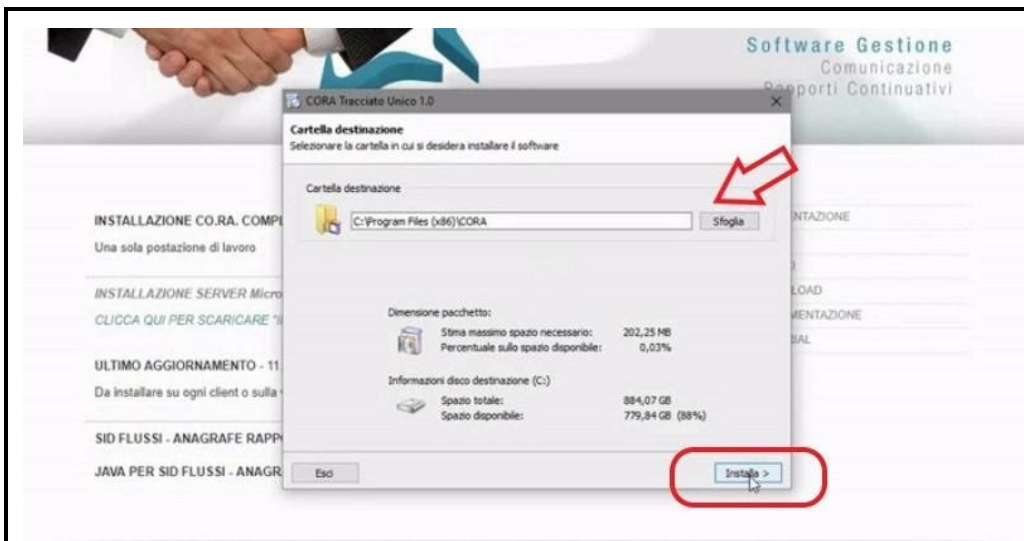 Software Gestione
Comunicazione
Rapporti Continuativi
CORA Tracciato Unico 1.0
Cartella destinazione
Selezionare la cartella in cui si desidera installare il software
Cartella destinazione
C:\Program Files (x86)\CORA
Sfoglia
INSTALLAZIONE CO.RA. COMPL
Una sola postazione di lavoro
INSTALLAZIONE SERVER Micro
CLICCA QUI PER SCARICARE "I
ULTIMO AGGIORNAMENTO - 11
Da installare su ogni client o sulla
SID FLUSSI - ANAGRAFE RAPP
JAVA PER SID FLUSSI - ANAGR
Dimensione pacchetto:
Stima massimo spazio necessario: 202,25 MB
Percentuale sullo spazio disponibile: 0,03%
Informazioni disco destinazione (C:)
Spazio totale: 884,07 GB
Spazio disponibile: 779,84 GB (88%)
Esci
Installa >
NTAZIONE
LOAD
MENTAZIONE
IAL